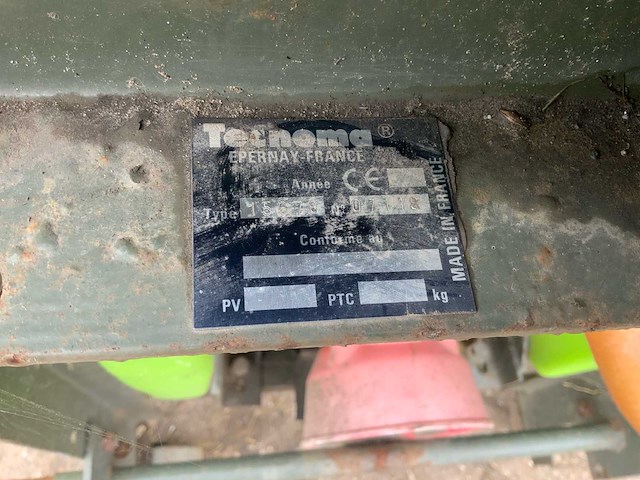 Tecnoma ®
EPERNAY-FRANCE
Année CE
Type N°
Conforme au
PV PTC kg
MADE IN FRANCE